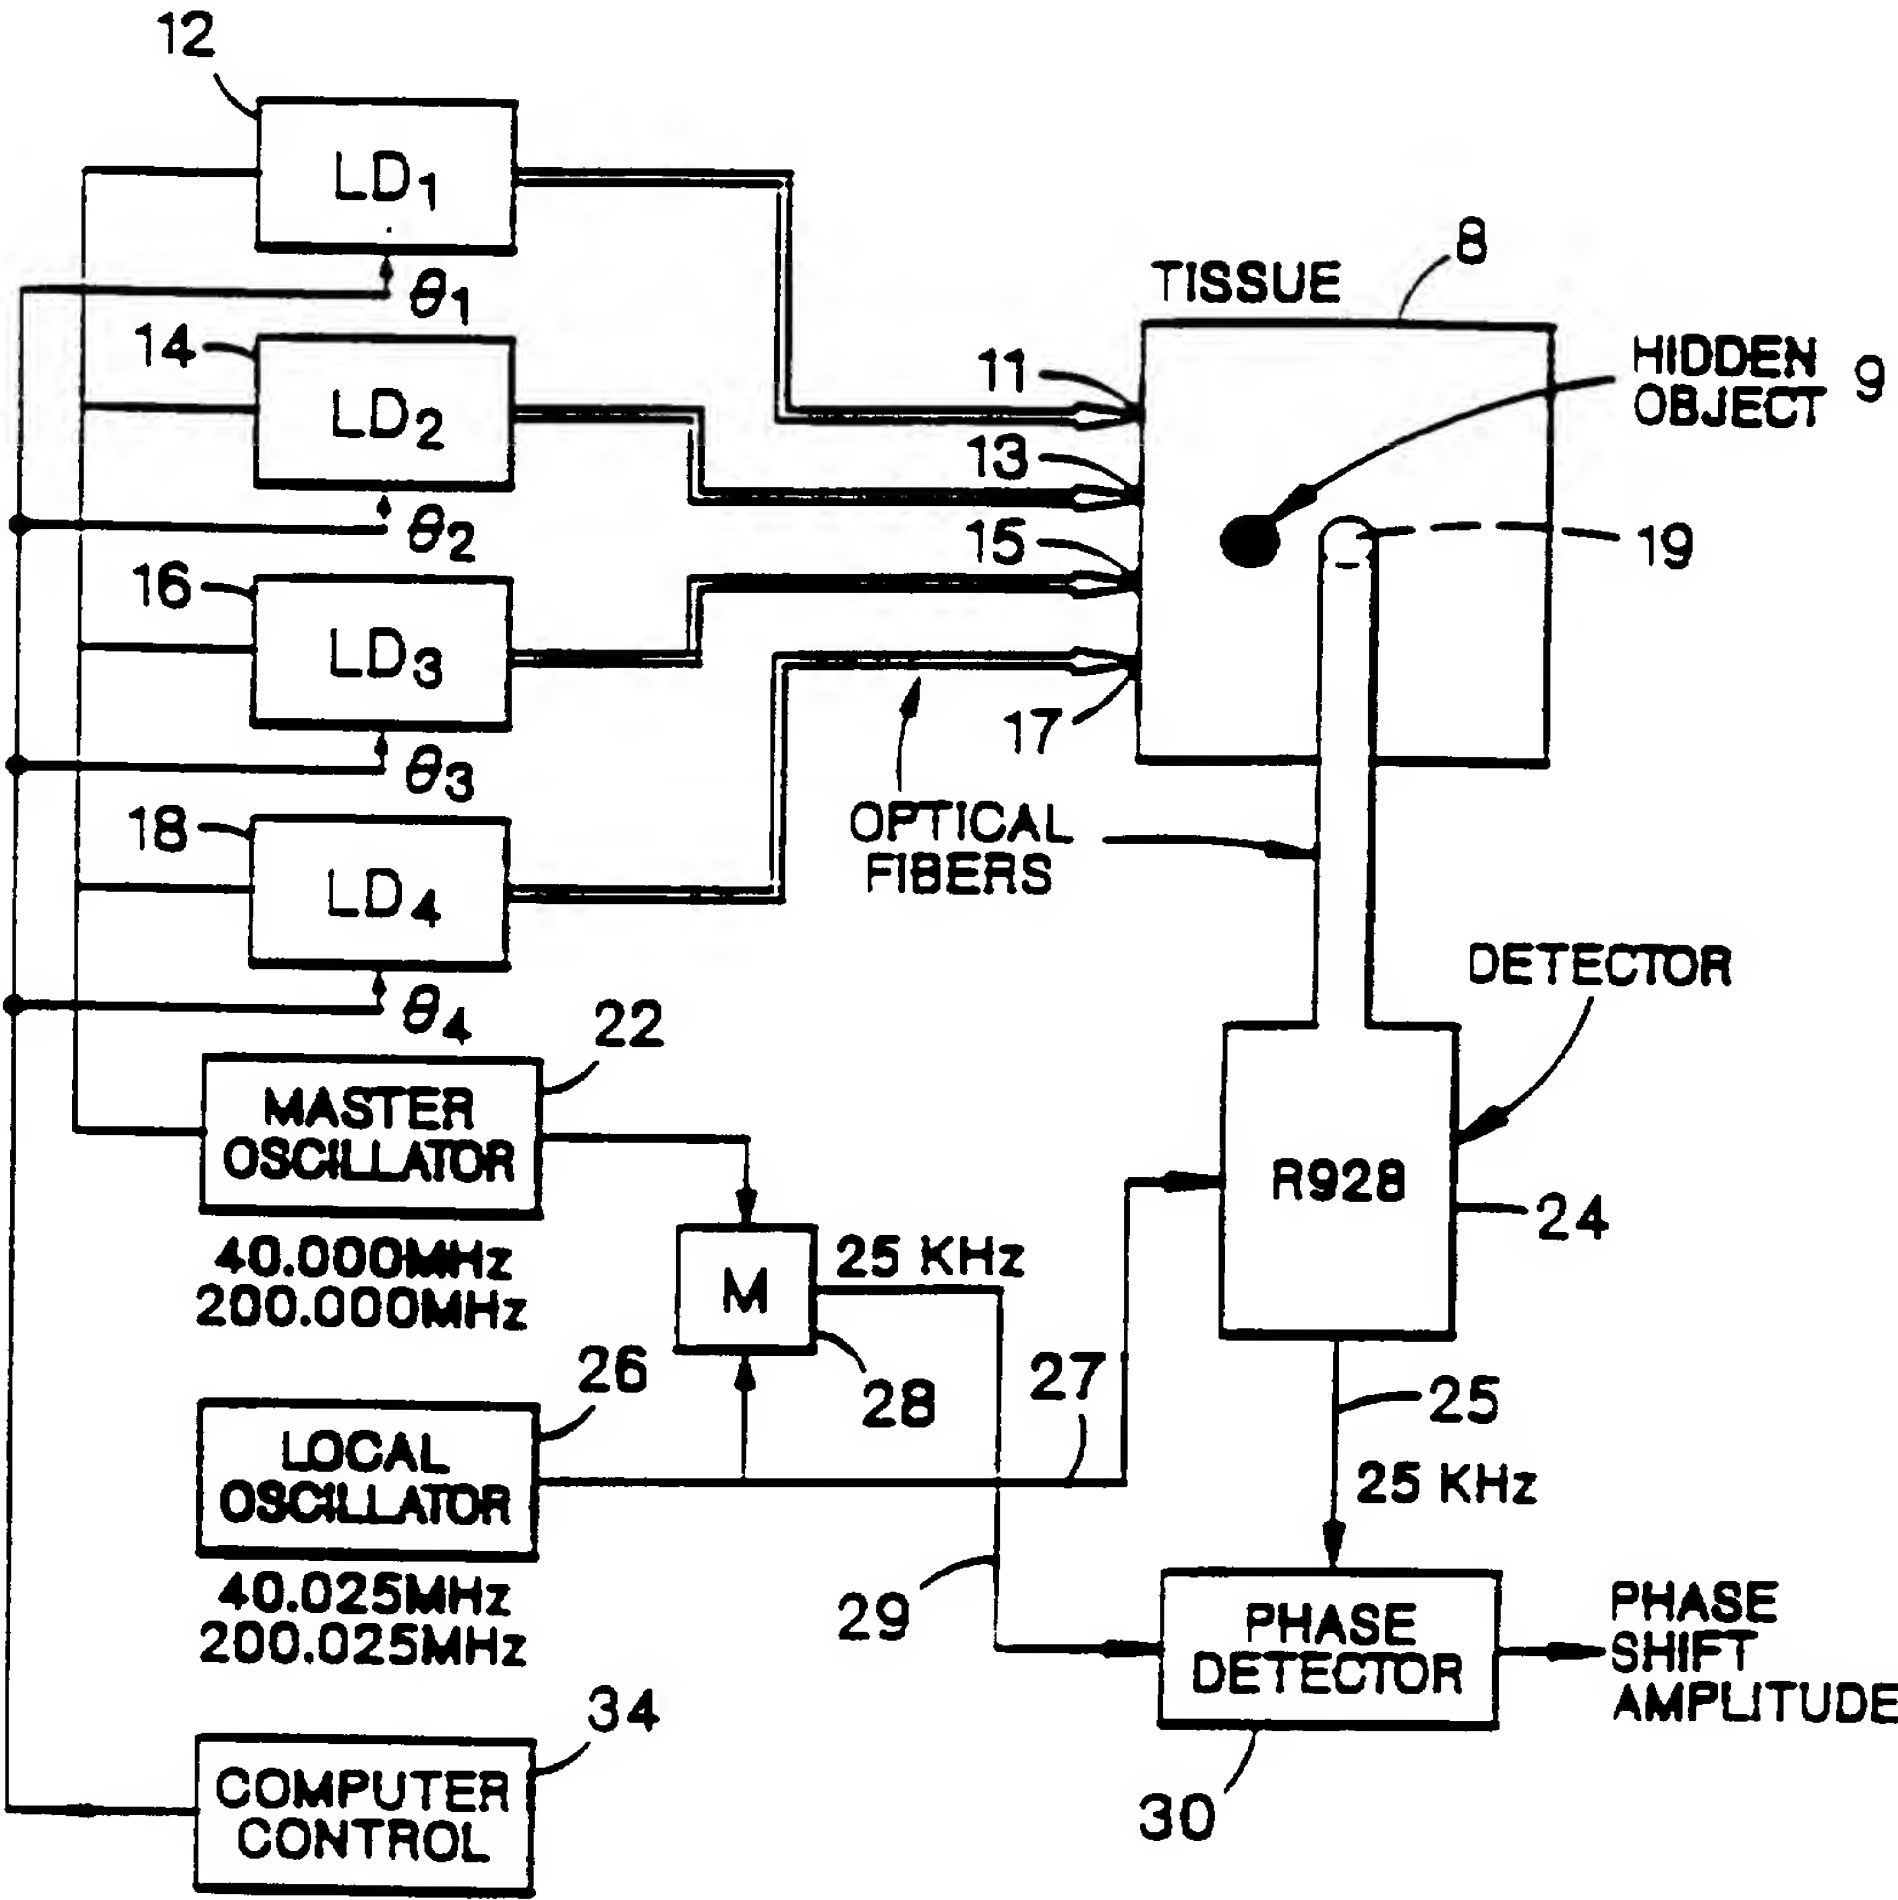 12
LD1
θ1
14
LD2
θ2
16
LD3
θ3
18
LD4
θ4
TISSUE
8
HIDDEN
OBJECT 9
11
13
15
17
19
OPTICAL
FIBERS
DETECTOR
22
MASTER
OSCILLATOR
40.000MHz
200.000MHz
M
25 KHz
28
R928
24
26
LOCAL
OSCILLATOR
40.025MHz
200.025MHz
27
25
25 KHz
29
PHASE
DETECTOR
30
PHASE
SHIFT
AMPLITUDE
34
COMPUTER
CONTROL